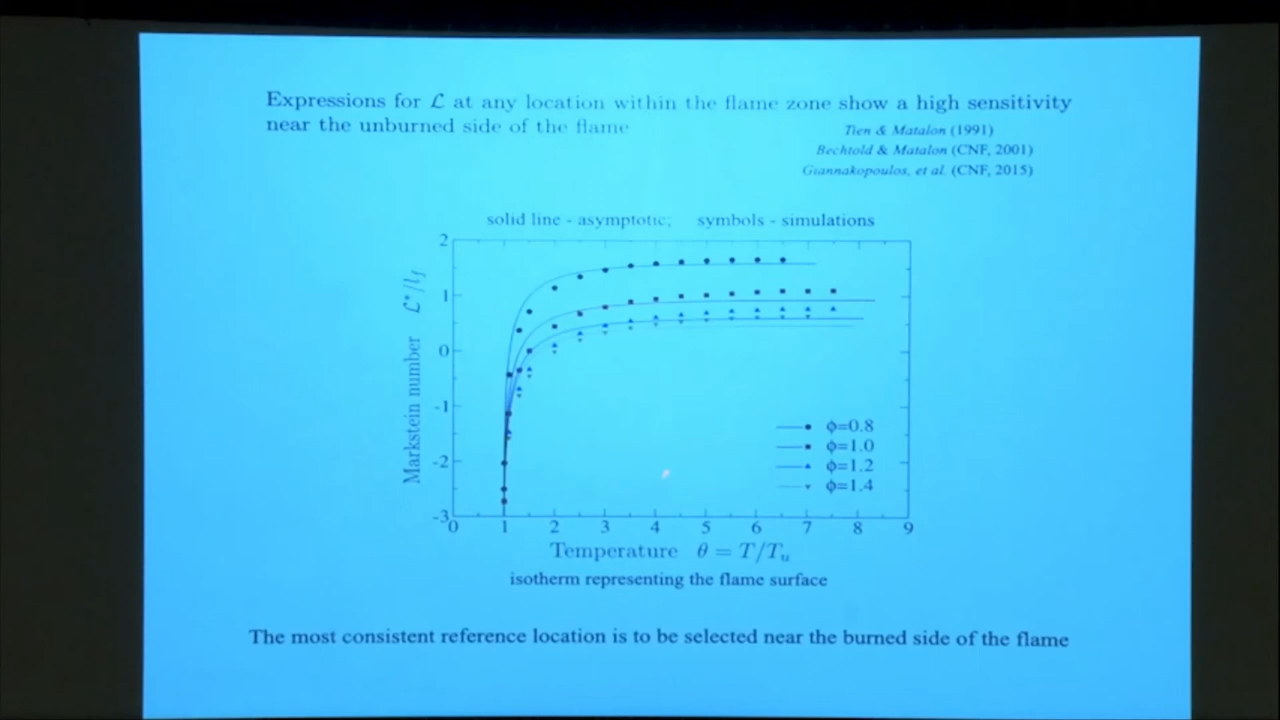 Expressions for ℒ at any location within the flame zone show a high sensitivity
near the unburned side of the flame
Tien & Matalon (1991)
Bechtold & Matalon (CNF, 2001)
Giannakopoulos, et al. (CNF, 2015)
solid line - asymptotic; symbols - simulations
Markstein number ℒ*/l_f
2
1
0
-1
-2
-3
ϕ=0.8
ϕ=1.0
ϕ=1.2
ϕ=1.4
0 1 2 3 4 5 6 7 8 9
Temperature θ = T/T_u
isotherm representing the flame surface
The most consistent reference location is to be selected near the burned side of the flame